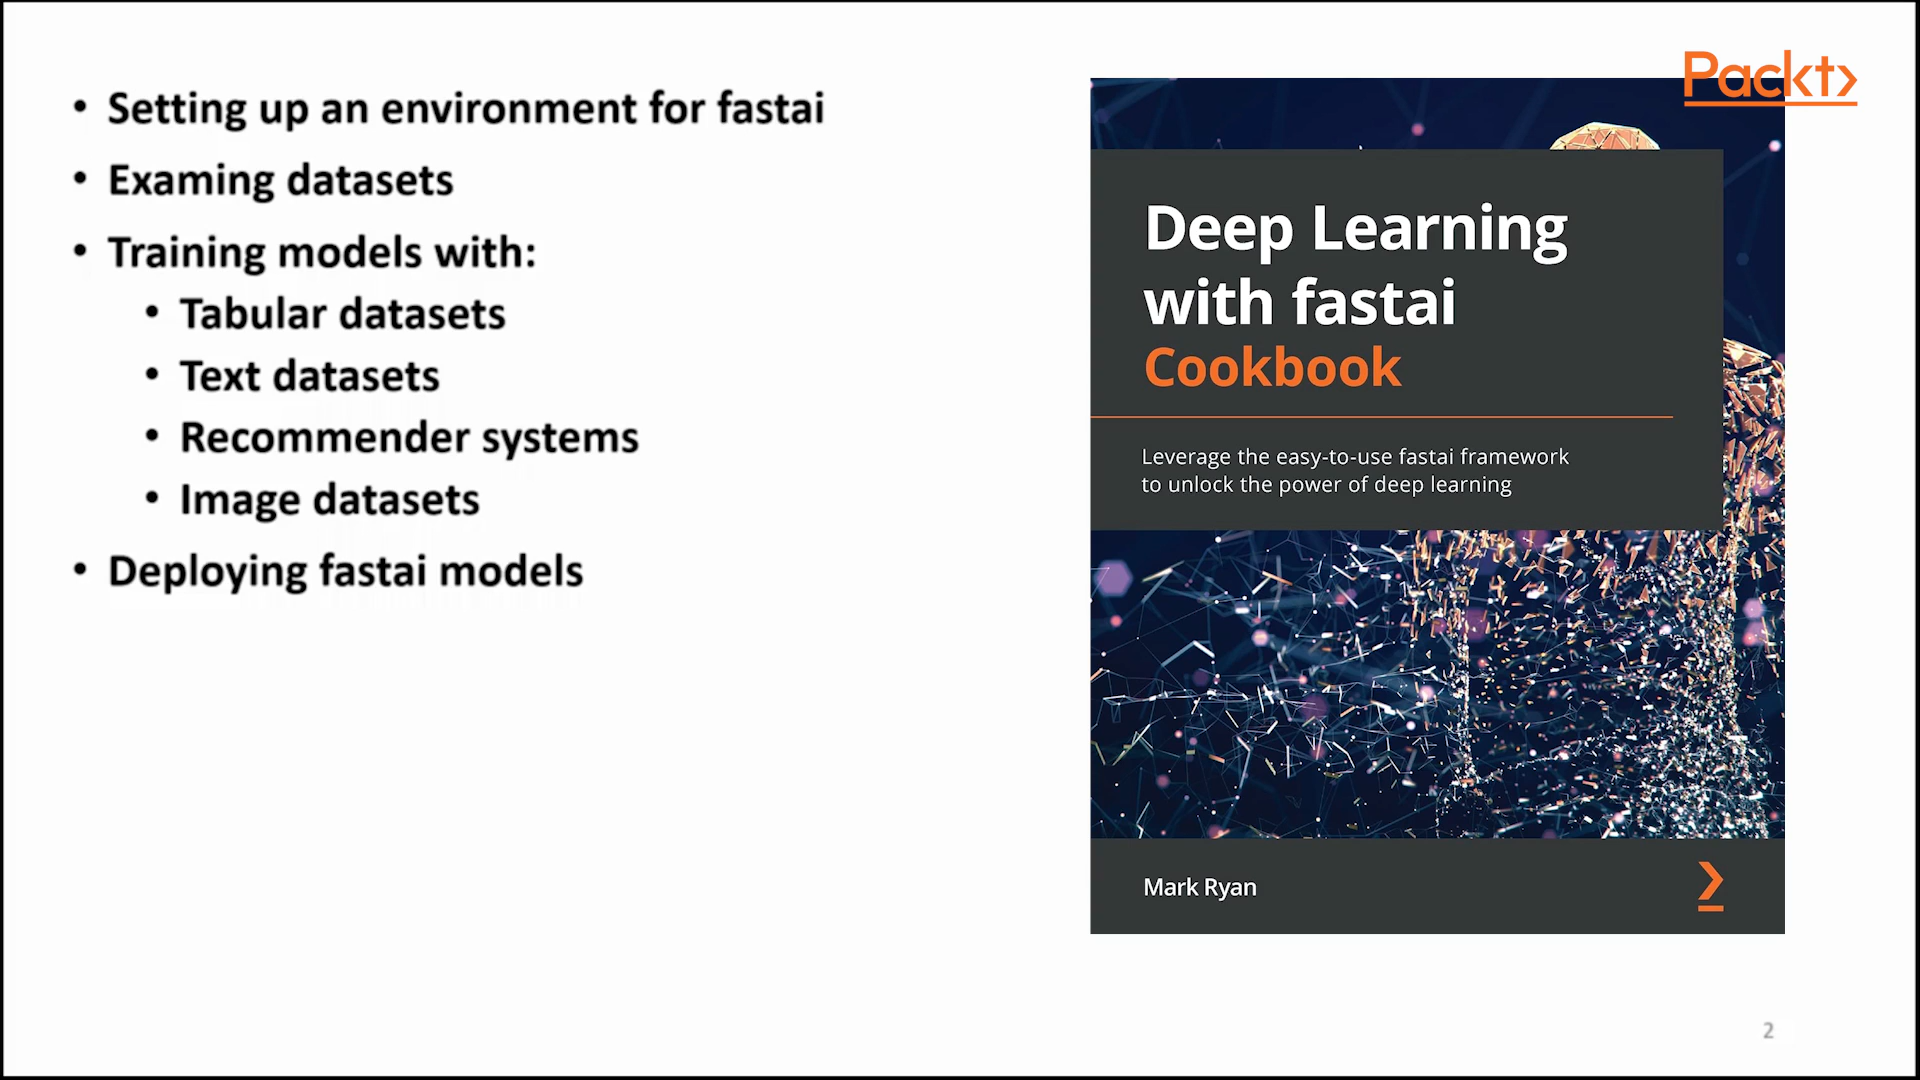 • Setting up an environment for fastai
• Examing datasets
• Training models with:
• Tabular datasets
• Text datasets
• Recommender systems
• Image datasets
• Deploying fastai models
Packt>
Deep Learning
with fastai
Cookbook
Leverage the easy-to-use fastai framework
to unlock the power of deep learning
Mark Ryan
2